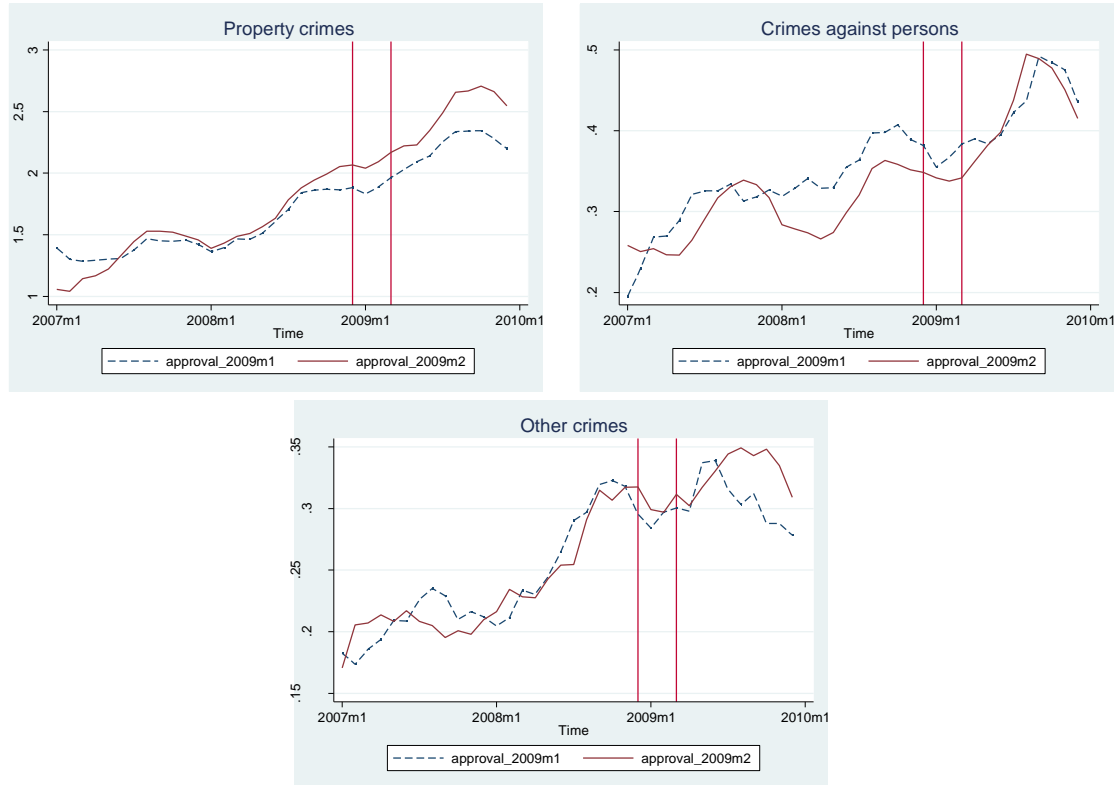 Property crimes
3
2.5
2
1.5
1
2007m1 2008m1 2009m1 2010m1
Time
approval_2009m1 approval_2009m2
Crimes against persons
.5
.4
.3
.2
2007m1 2008m1 2009m1 2010m1
Time
approval_2009m1 approval_2009m2
Other crimes
.35
.3
.25
.2
.15
2007m1 2008m1 2009m1 2010m1
Time
approval_2009m1 approval_2009m2